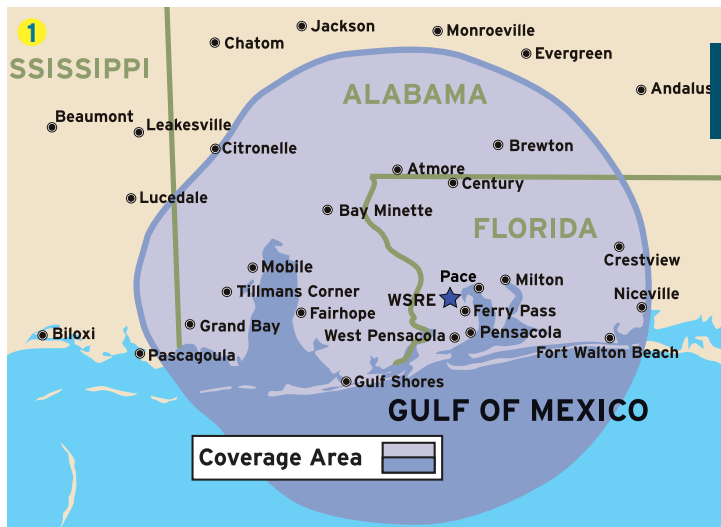 1
Jackson
Monroeville
Chatom
Evergreen
SSISSIPPI
ALABAMA
Andalus
Beaumont
Leakesville
Citronelle
Brewton
Atmore
Century
Lucedale
Bay Minette
FLORIDA
Crestview
Mobile
Pace
Milton
Tillmans Corner
WSRE
Niceville
Fairhope
Ferry Pass
Grand Bay
West Pensacola
Pensacola
Biloxi
Pascagoula
Fort Walton Beach
Gulf Shores
GULF OF MEXICO
Coverage Area